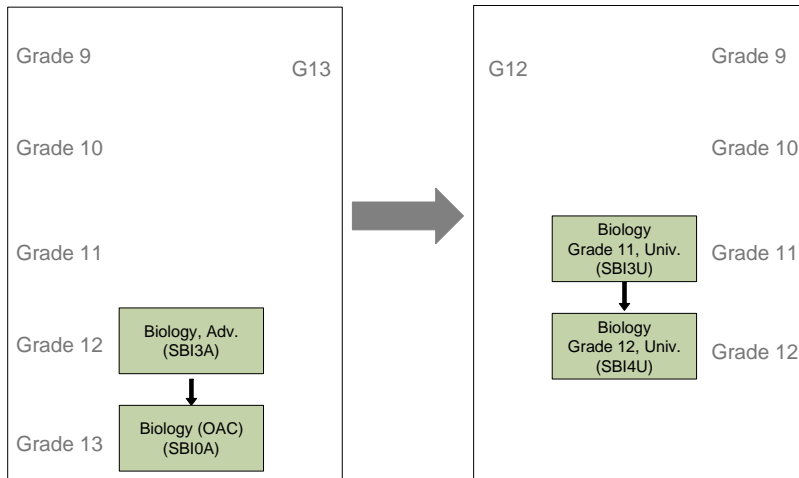 Grade 9
G13
Grade 10
Grade 11
Grade 12
Biology, Adv.
(SBI3A)
Grade 13
Biology (OAC)
(SBI0A)
G12
Grade 9
Grade 10
Biology
Grade 11, Univ.
(SBI3U)
Grade 11
Biology
Grade 12, Univ.
(SBI4U)
Grade 12